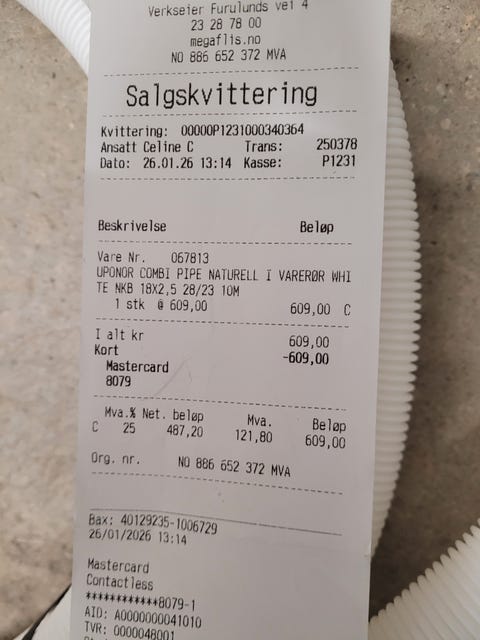 Verkseier Furulunds vei 4
23 28 78 00
megaflis.no
NO 886 652 372 MVA
Salgskvittering
Kvittering: 00000P1231000340364
Ansatt Celine C Trans: 250378
Dato: 26.01.26 13:14 Kasse: P1231
Beskrivelse Beløp
Vare Nr. 067813
UPONOR COMBI PIPE NATURELL I VARERØR WHI
TE NKB 18X2,5 28/23 10M
1 stk @ 609,00 609,00 C
I alt kr 609,00
Kort -609,00
Mastercard
8079
Mva.% Net. beløp Mva. Beløp
C 25 487,20 121,80 609,00
Org. nr. NO 886 652 372 MVA
Bax: 40129235-1006729
26/01/2026 13:14
Mastercard
Contactless
************8079-1
AID: A0000000041010
TVR: 0000048001